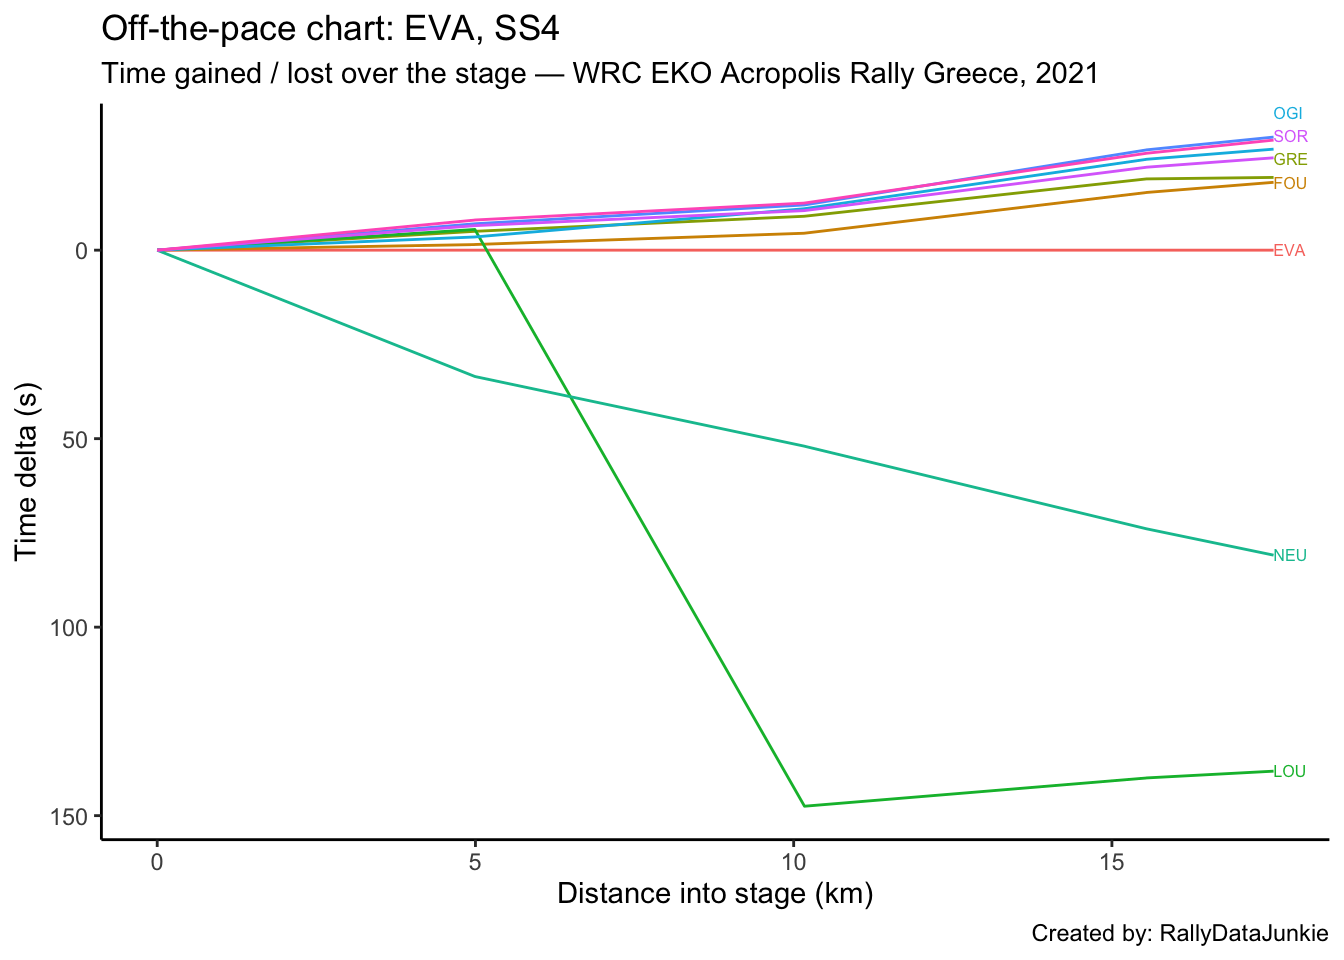 Off-the-pace chart: EVA, SS4
Time gained / lost over the stage — WRC EKO Acropolis Rally Greece, 2021
OGI
SOR
GRE
FOU
EVA
NEU
LOU
0
50
100
150
Time delta (s)
0 5 10 15
Distance into stage (km)
Created by: RallyDataJunkie